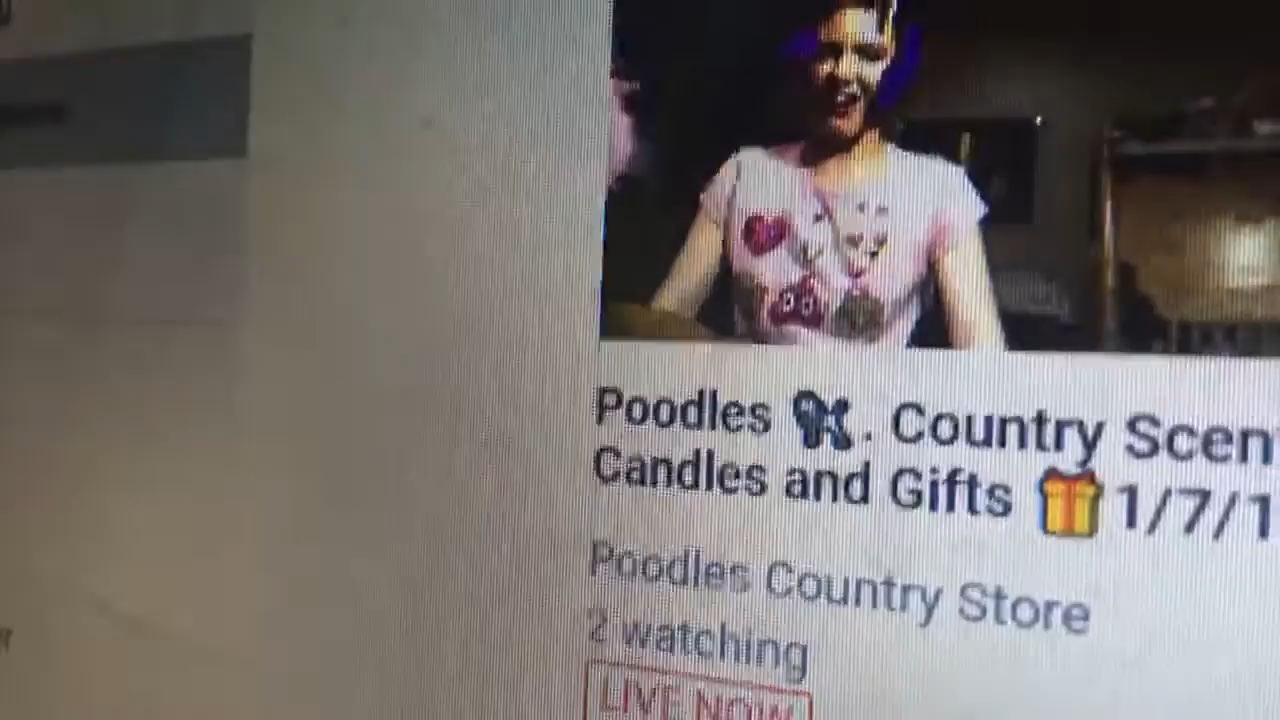 Poodles 🐩. Country Scen
Candles and Gifts 🎁 1/7/1
Poodles Country Store
2 watching
LIVE NOW